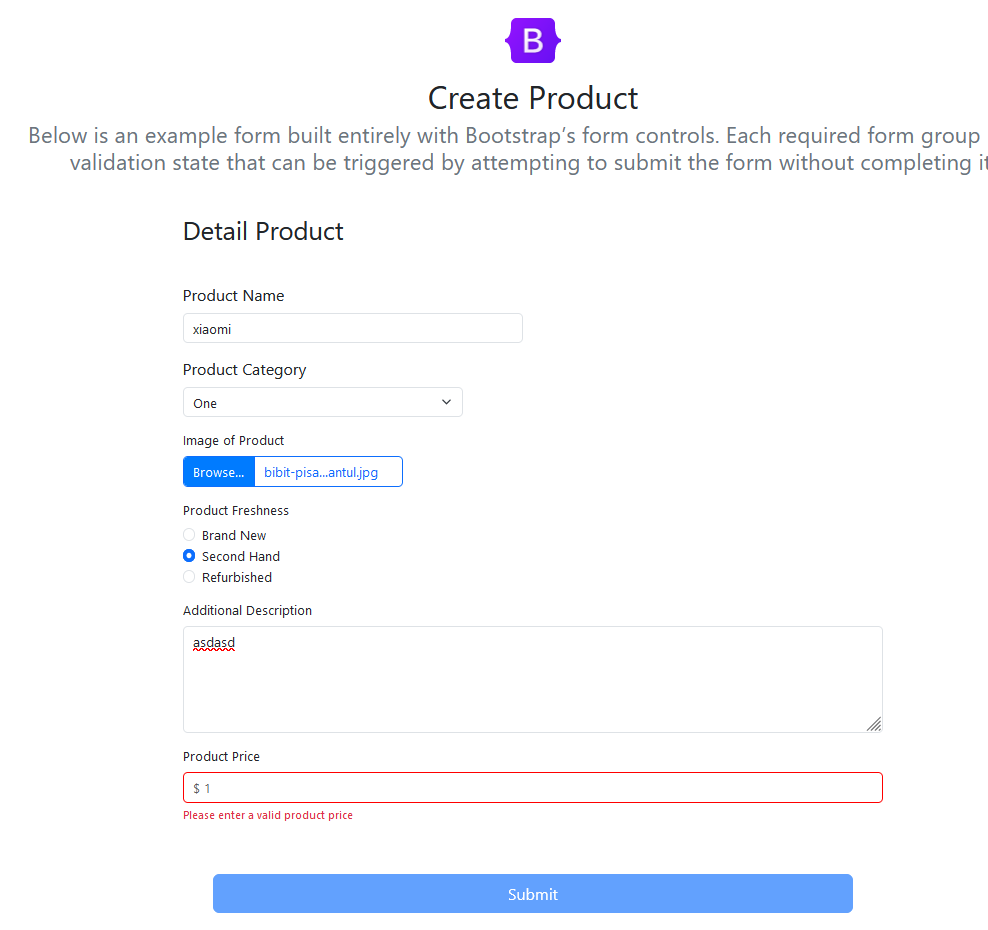 B
Create Product
Below is an example form built entirely with Bootstrap’s form controls. Each required form group
validation state that can be triggered by attempting to submit the form without completing it
Detail Product
Product Name
xiaomi
Product Category
One
Image of Product
Browse... bibit-pisa...antul.jpg
Product Freshness
Brand New
Second Hand
Refurbished
Additional Description
asdasd
Product Price
$ 1
Please enter a valid product price
Submit